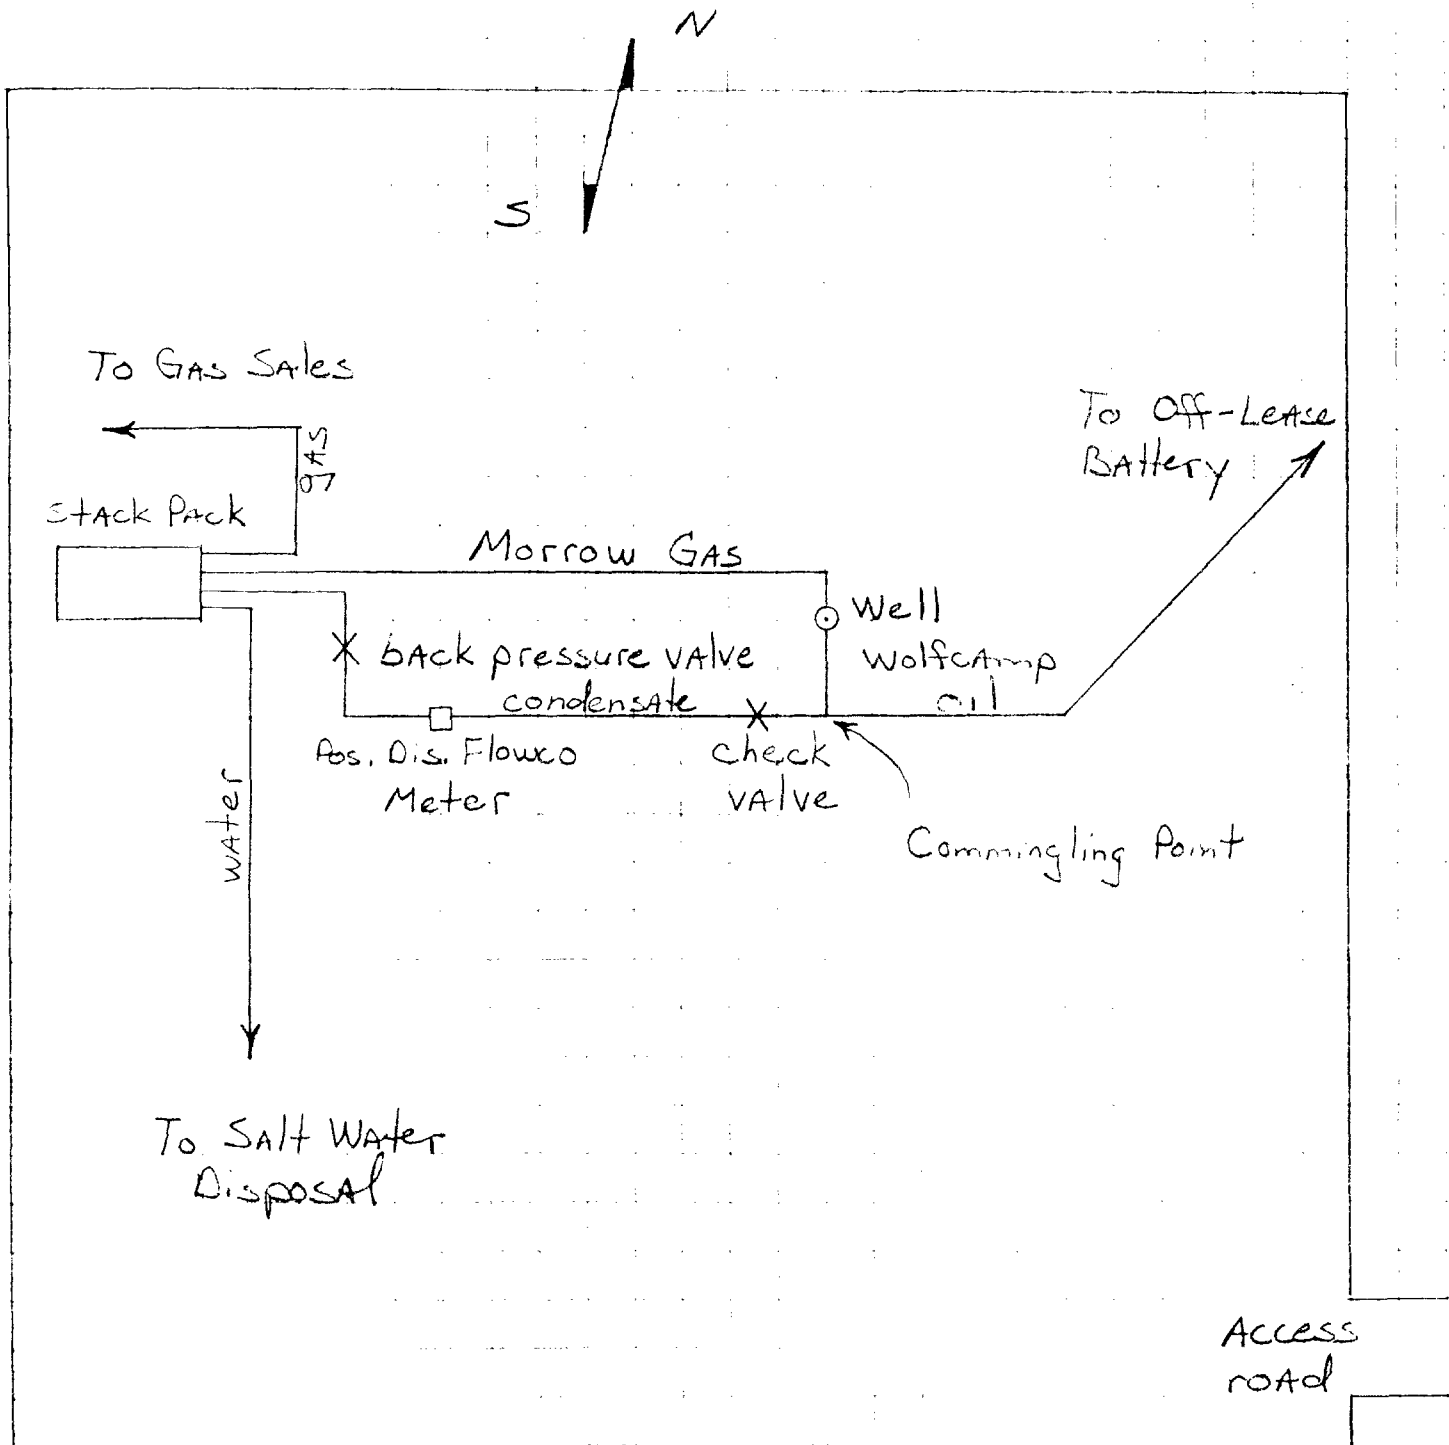 N
S
To GAS SAles
gAS
To Off-LeAse
BAttery
StAck PAck
Morrow GAS
Well
WolfcAmp
oil
bAck pressure vAlve
condensAte
Pos. Dis. Flowco
Meter
check
vAlve
Commingling Point
wAter
To SAlt WAter
DisposAl
Access
roAd